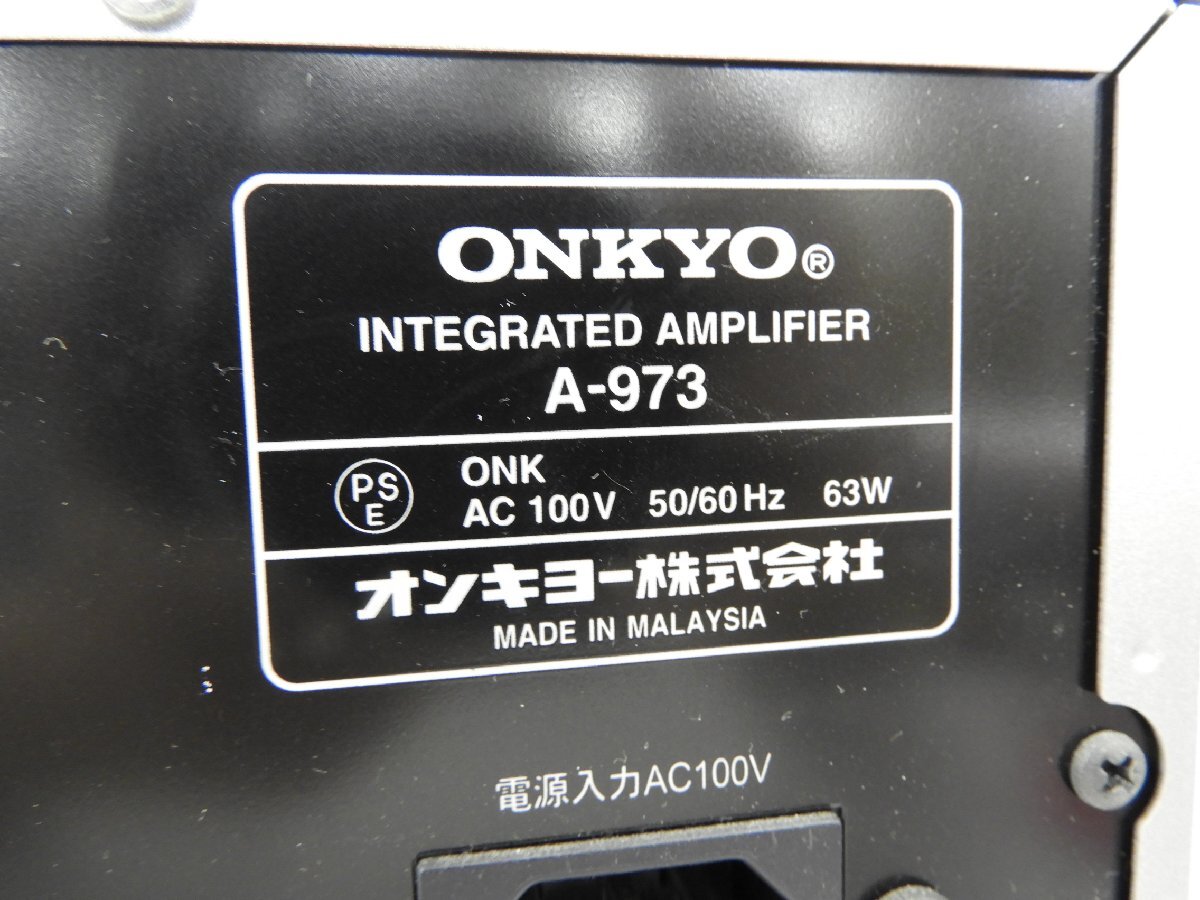 ONKYO®
INTEGRATED AMPLIFIER
A-973
PS
E
ONK
AC 100V 50/60Hz 63W
オンキヨー株式会社
MADE IN MALAYSIA
電源入力AC100V